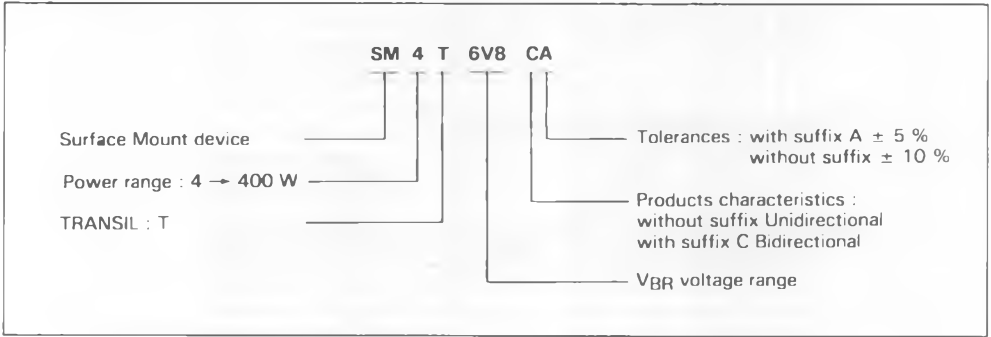 SM 4 T 6V8 CA
Surface Mount device
Power range : 4 → 400 W
TRANSIL : T
Tolerances : with suffix A ± 5 %
without suffix ± 10 %
Products characteristics :
without suffix Unidirectional
with suffix C Bidirectional
VBR voltage range